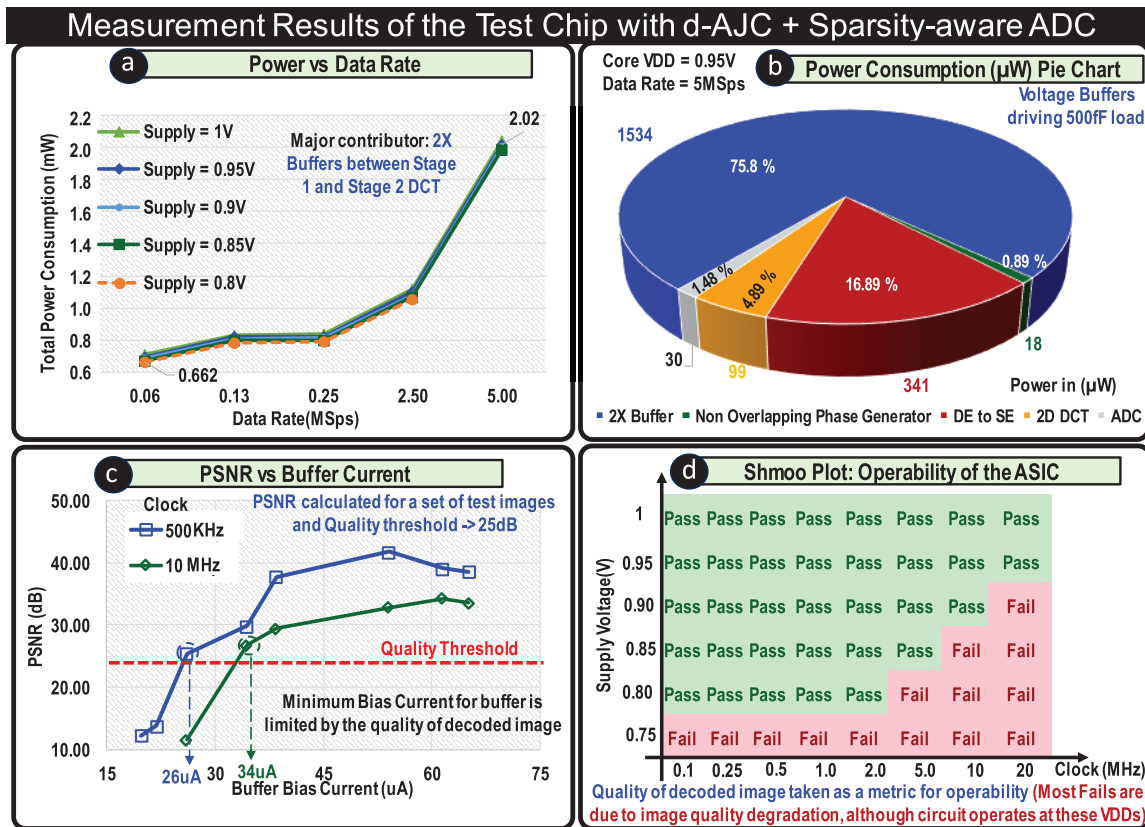 Measurement Results of the Test Chip with d-AJC + Sparsity-aware ADC
a
Power vs Data Rate
Total Power Consumption (mW)
2.2
2.0
1.8
1.6
1.4
1.2
1.0
0.8
0.6
Supply = 1V
Supply = 0.95V
Supply = 0.9V
Supply = 0.85V
Supply = 0.8V
Major contributor: 2X
Buffers between Stage
1 and Stage 2 DCT
2.02
0.662
0.06 0.13 0.25 2.50 5.00
Data Rate(MSps)
Core VDD = 0.95V
Data Rate = 5MSps
b
Power Consumption (µW) Pie Chart
Voltage Buffers
driving 500fF load
1534
75.8 %
0.89 %
1.48 %
4.89 %
16.89 %
30
99
341
18
Power in (µW)
2X Buffer Non Overlapping Phase Generator DE to SE 2D DCT ADC
c
PSNR vs Buffer Current
PSNR (dB)
50.00
40.00
30.00
20.00
10.00
Clock
500KHz
10 MHz
PSNR calculated for a set of test images
and Quality threshold -> 25dB
Quality Threshold
Minimum Bias Current for buffer is
limited by the quality of decoded image
15 30 45 60 75
26uA 34uA
Buffer Bias Current (uA)
d
Shmoo Plot: Operability of the ASIC
Supply Voltage(V)
1 Pass Pass Pass Pass Pass Pass Pass Pass
0.95 Pass Pass Pass Pass Pass Pass Pass Pass
0.90 Pass Pass Pass Pass Pass Pass Pass Fail
0.85 Pass Pass Pass Pass Pass Pass Fail Fail
0.80 Pass Pass Pass Pass Pass Fail Fail Fail
0.75 Fail Fail Fail Fail Fail Fail Fail Fail
0.1 0.25 0.5 1.0 2.0 5.0 10 20 Clock (MHz)
Quality of decoded image taken as a metric for operability (Most Fails are
due to image quality degradation, although circuit operates at these VDDs)